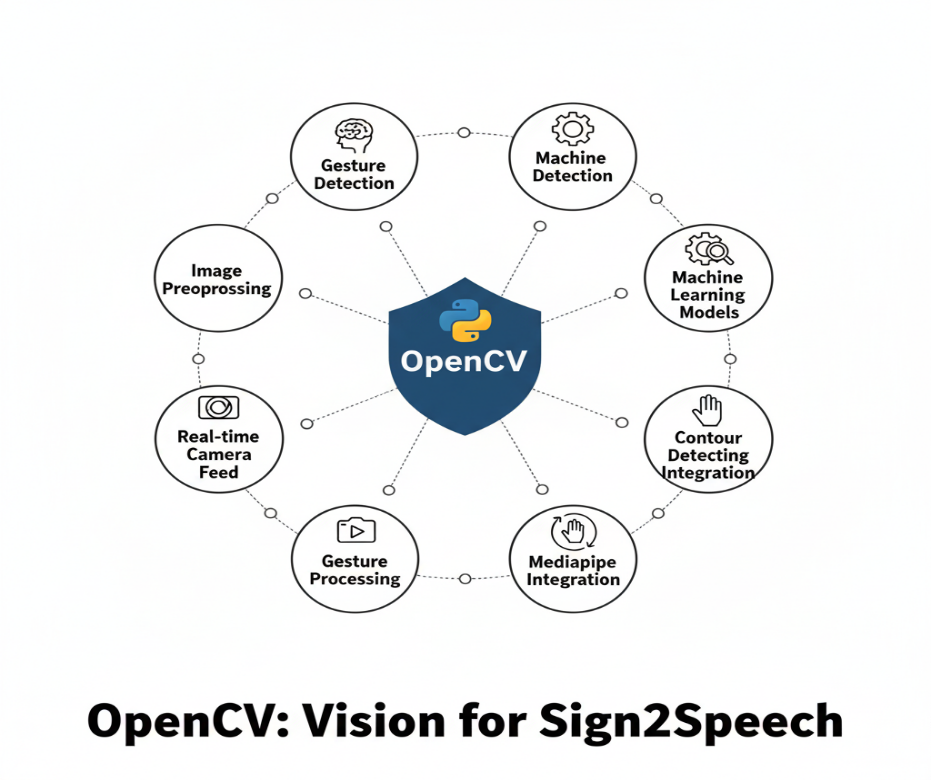 Gesture
Detection
Machine
Detection
Image
Preoprossing
Machine
Learning
Models
OpenCV
Real-time
Camera
Feed
Contour
Detecting
Integration
Gesture
Processing
Mediapipe
Integration
OpenCV: Vision for Sign2Speech